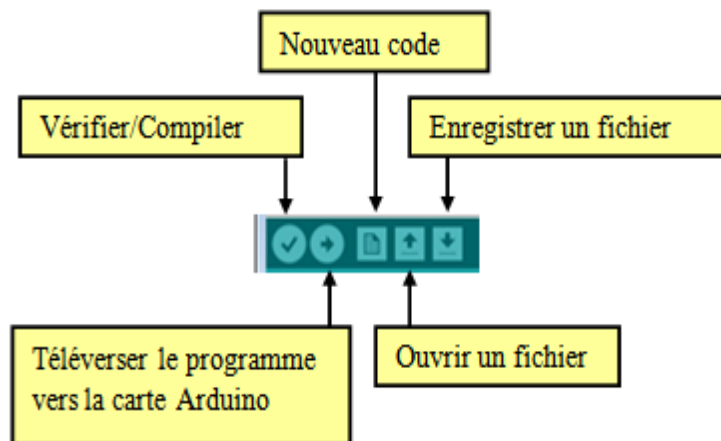 Nouveau code
Vérifier/Compiler
Enregistrer un fichier
Téléverser le programme
vers la carte Arduino
Ouvrir un fichier